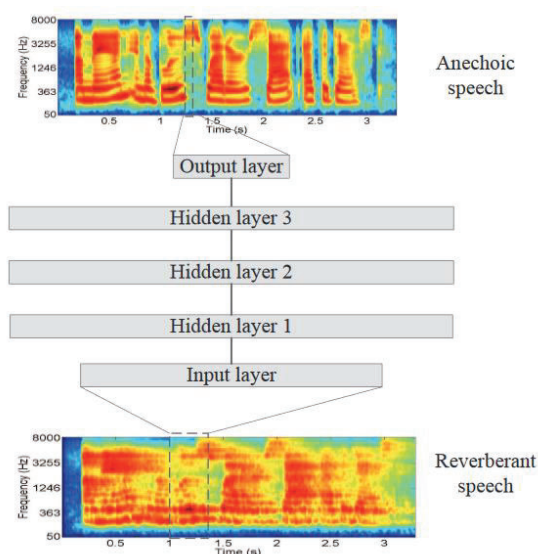 8000
3255
1246
363
50
Frequency (Hz)
0.5 1 1.5 2 2.5 3
Time (s)
Anechoic
speech
Output layer
Hidden layer 3
Hidden layer 2
Hidden layer 1
Input layer
8000
3255
1246
363
50
Frequency (Hz)
0.5 1 1.5 2 2.5 3
Time (s)
Reverberant
speech